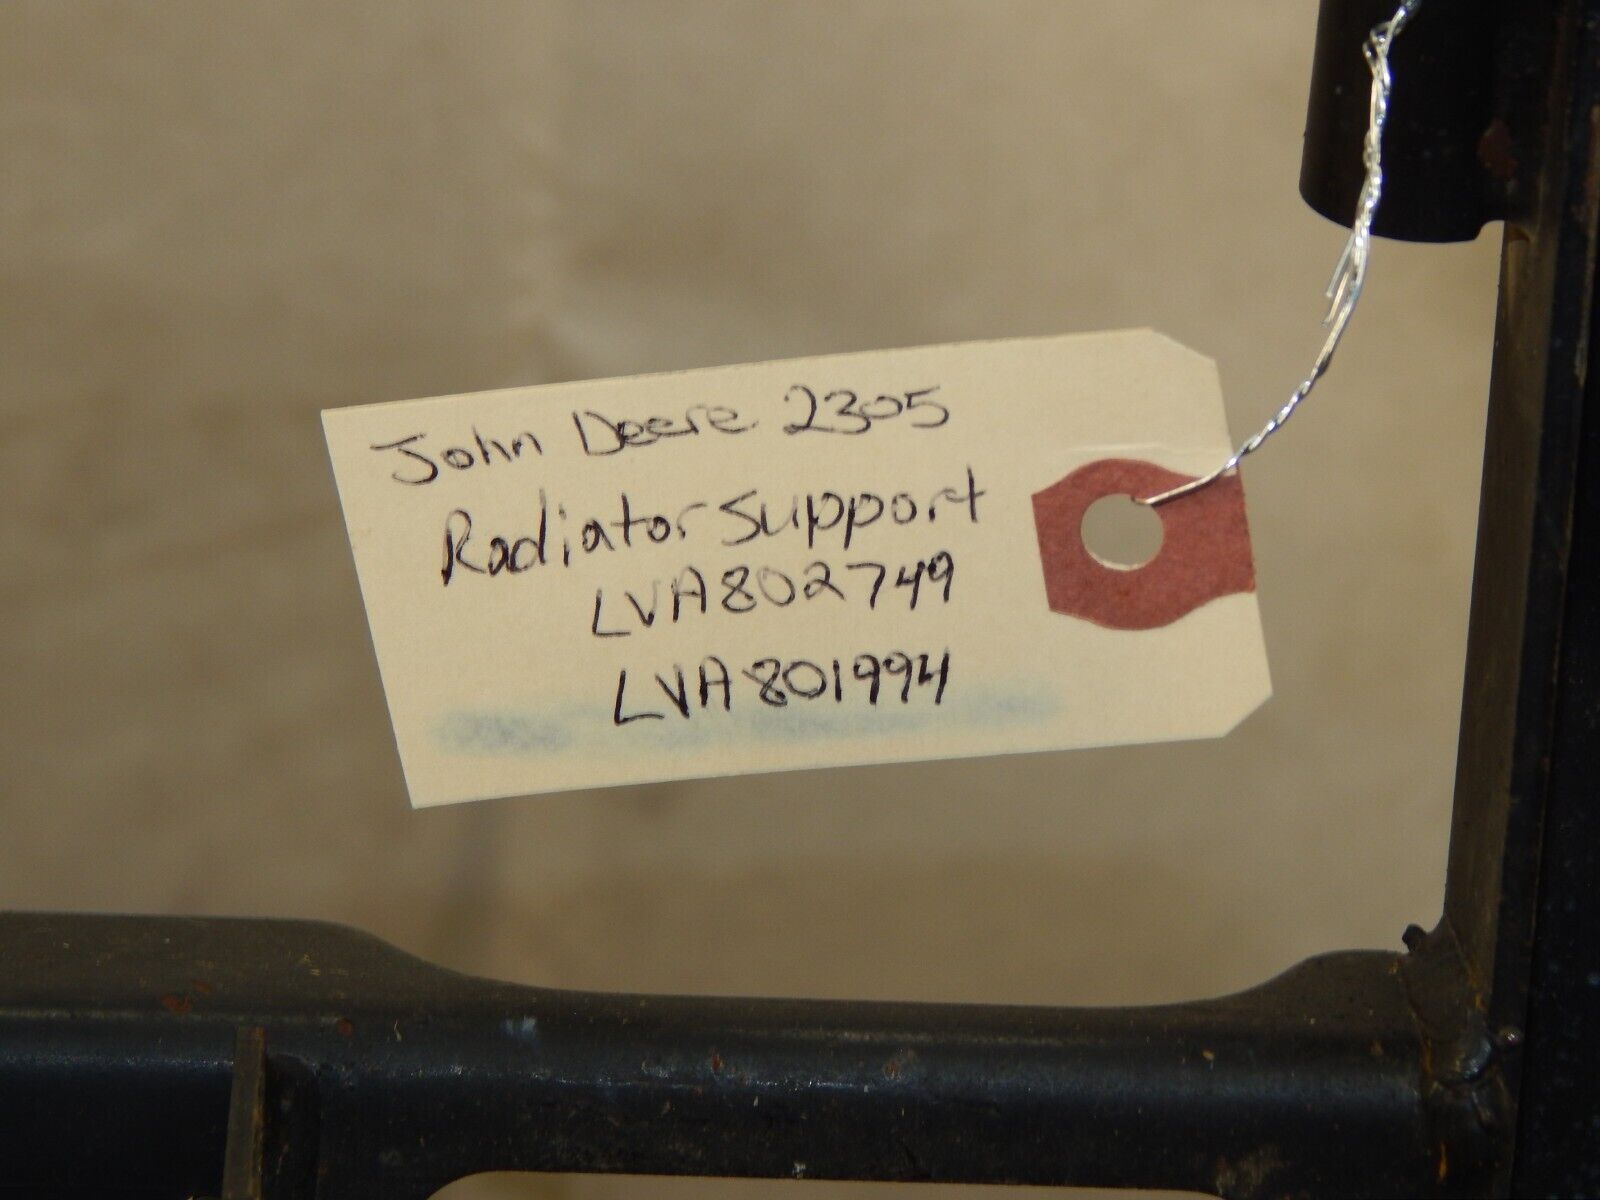 John Deere 2305
Radiator Support
LVA802749
LVA801994